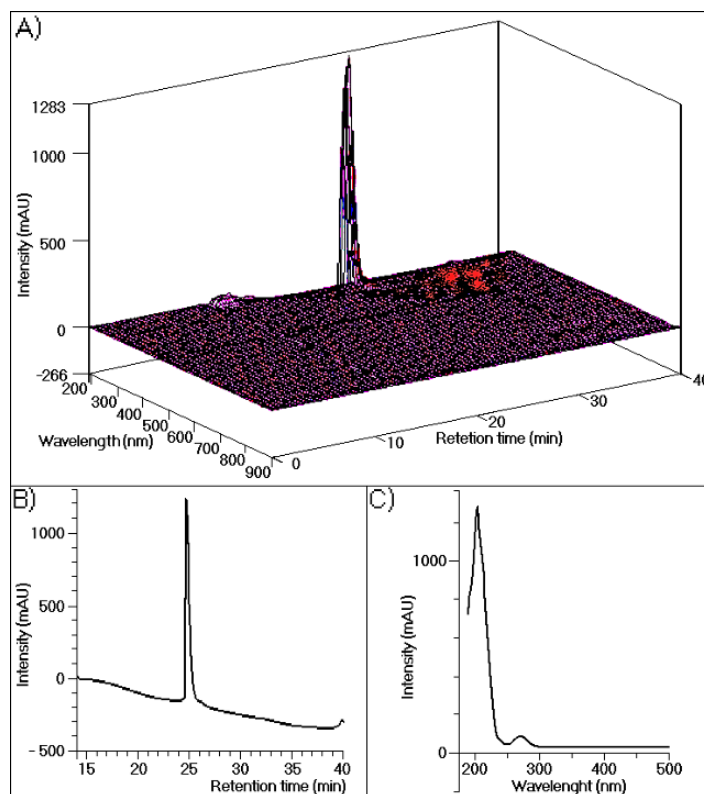 A)
1283
1000
500
0
-266
Intensity (mAU)
200
300
400
500
600
700
800
900
Wavelength (nm)
0
10
20
30
40
Retetion time (min)
B)
1000
500
0
-500
Intensity (mAU)
15 20 25 30 35 40
Retention time (min)
C)
1000
0
Intensity (mAU)
200 300 400 500
Wavelenght (nm)